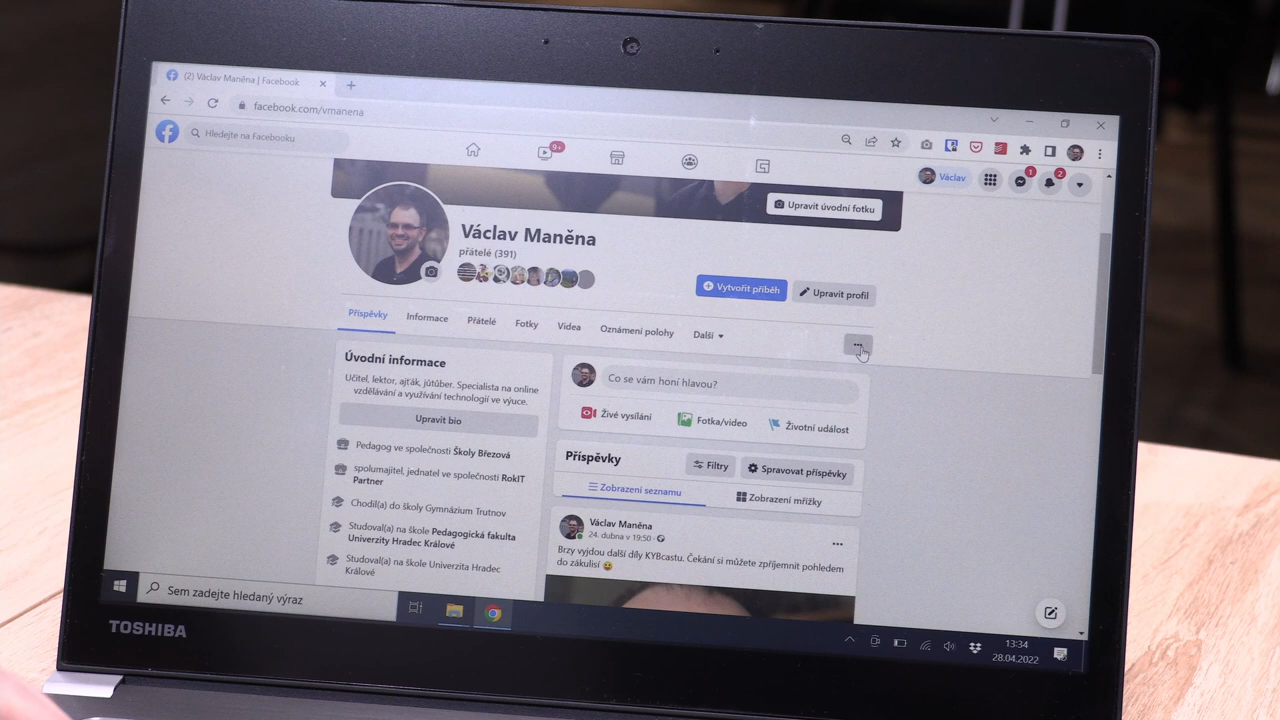 (2) Václav Maněna | Facebook
facebook.com/vmanena
Hledejte na Facebooku
9+
Václav
1
2
Upravit úvodní fotku
Václav Maněna
přátelé (391)
Vytvořit příběh
Upravit profil
Příspěvky
Informace
Přátelé
Fotky
Videa
Oznámení polohy
Další
Úvodní informace
Učitel, lektor, ajťák, jůtúber. Specialista na online
vzdělávání a využívání technologií ve výuce.
Upravit bio
Pedagog ve společnosti Školy Březová
spolumajitel, jednatel ve společnosti RokIT
Partner
Chodil(a) do školy Gymnázium Trutnov
Studoval(a) na škole Pedagogická fakulta
Univerzity Hradec Králové
Studoval(a) na škole Univerzita Hradec
Králové
Co se vám honí hlavou?
Živé vysílání
Fotka/video
Životní událost
Příspěvky
Filtry
Spravovat příspěvky
Zobrazení seznamu
Zobrazení mřížky
Václav Maněna
24. dubna v 19:50 ·
Brzy vyjdou další díly KYBcastu. Čekání si můžete zpříjemnit pohledem
do zákulisí 😀
Sem zadejte hledaný výraz
13:34
28.04.2022
TOSHIBA